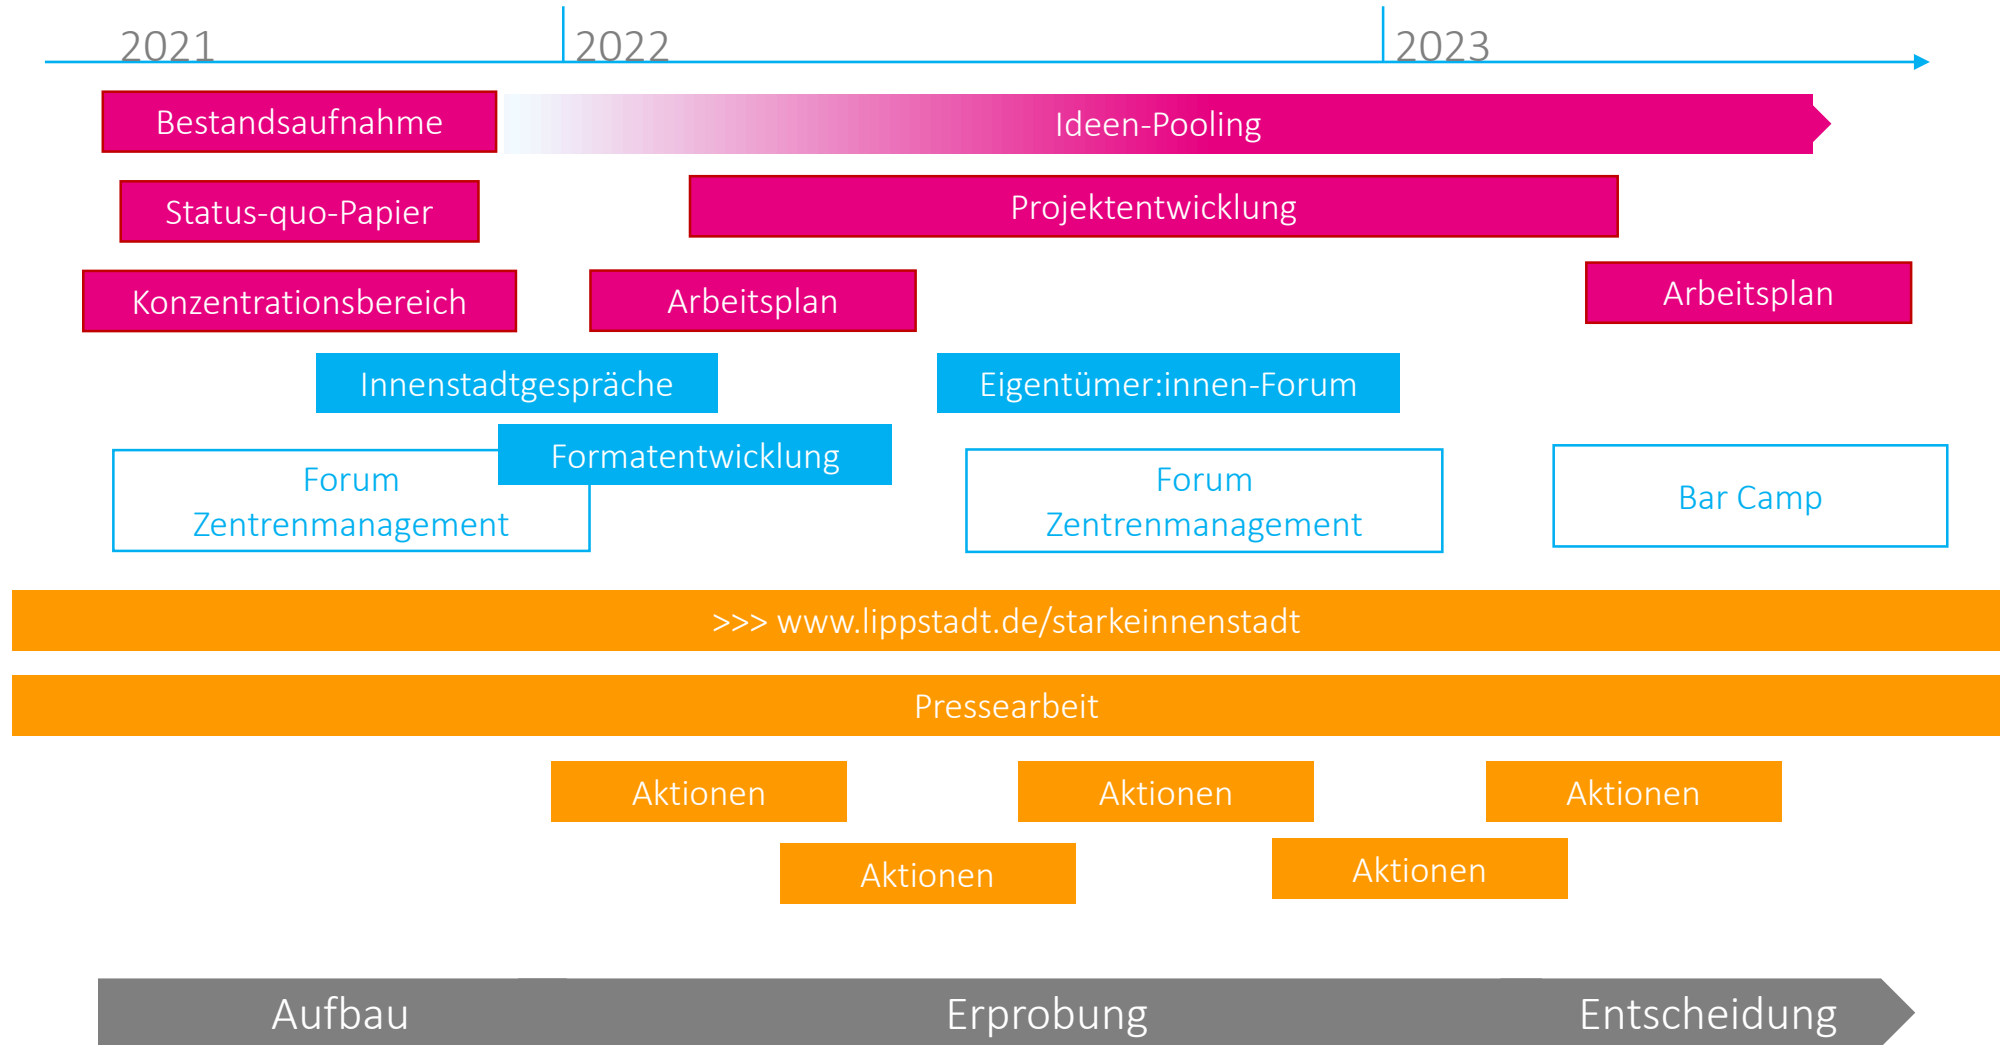 2021
2022
2023
Bestandsaufnahme
Ideen-Pooling
Status-quo-Papier
Projektentwicklung
Konzentrationsbereich
Arbeitsplan
Arbeitsplan
Innenstadtgespräche
Eigentümer:innen-Forum
Formatentwicklung
Forum
Zentrenmanagement
Forum
Zentrenmanagement
Bar Camp
>>> www.lippstadt.de/starkeinnenstadt
Pressearbeit
Aktionen
Aktionen
Aktionen
Aktionen
Aktionen
Aufbau
Erprobung
Entscheidung